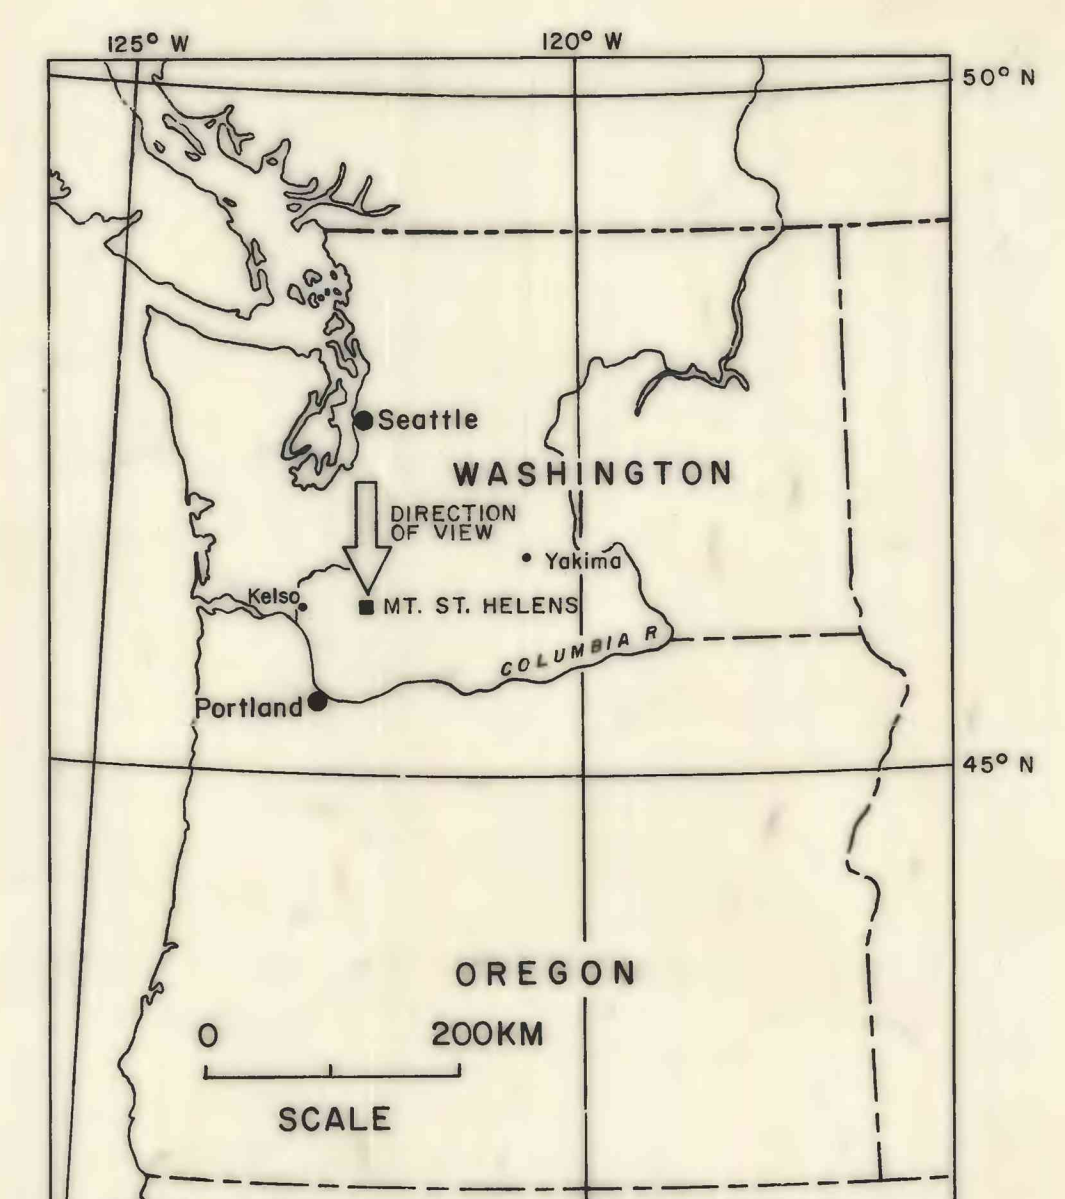 125° W
120° W
50° N
Seattle
WASHINGTON
DIRECTION
OF VIEW
Yakima
Kelso
MT. ST. HELENS
COLUMBIA R
Portland
45° N
OREGON
0 200KM
SCALE